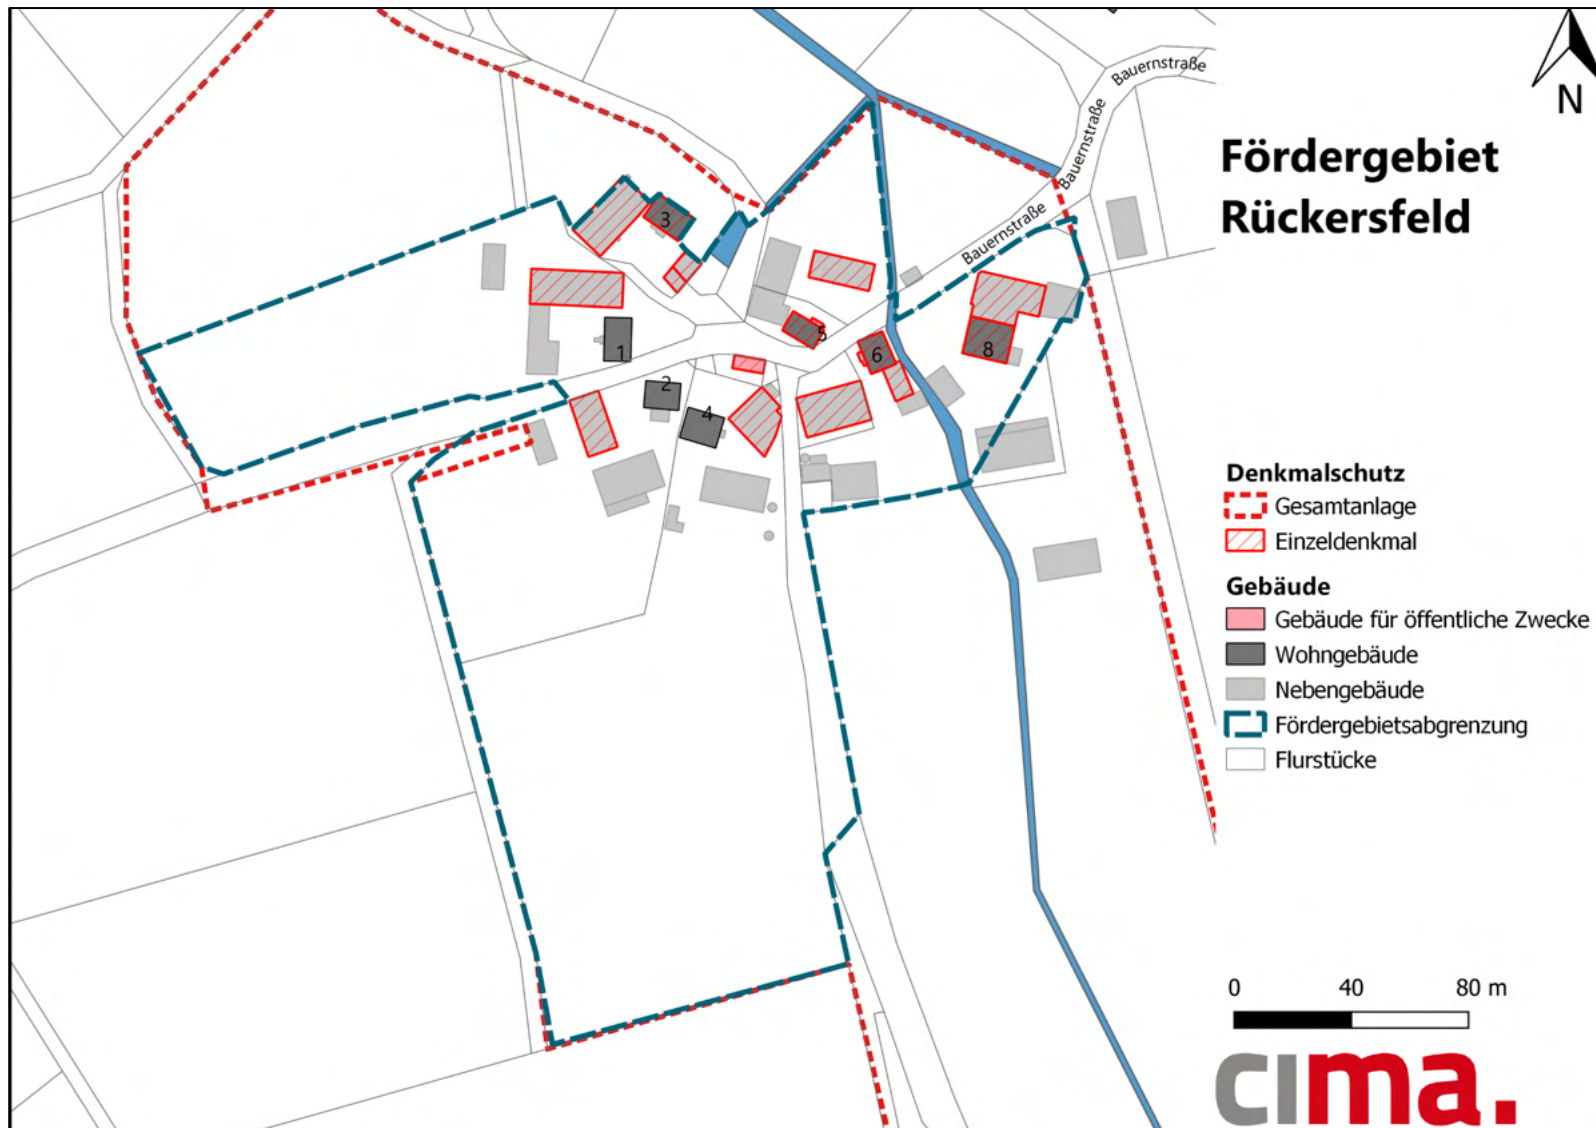 Bauernstraße
Bauernstraße
Bauernstraße
N
Fördergebiet
Rückersfeld
3
5
1
6
8
2
4
Denkmalschutz
Gesamtanlage
Einzeldenkmal
Gebäude
Gebäude für öffentliche Zwecke
Wohngebäude
Nebengebäude
Fördergebietsabgrenzung
Flurstücke
0 40 80 m
cima.